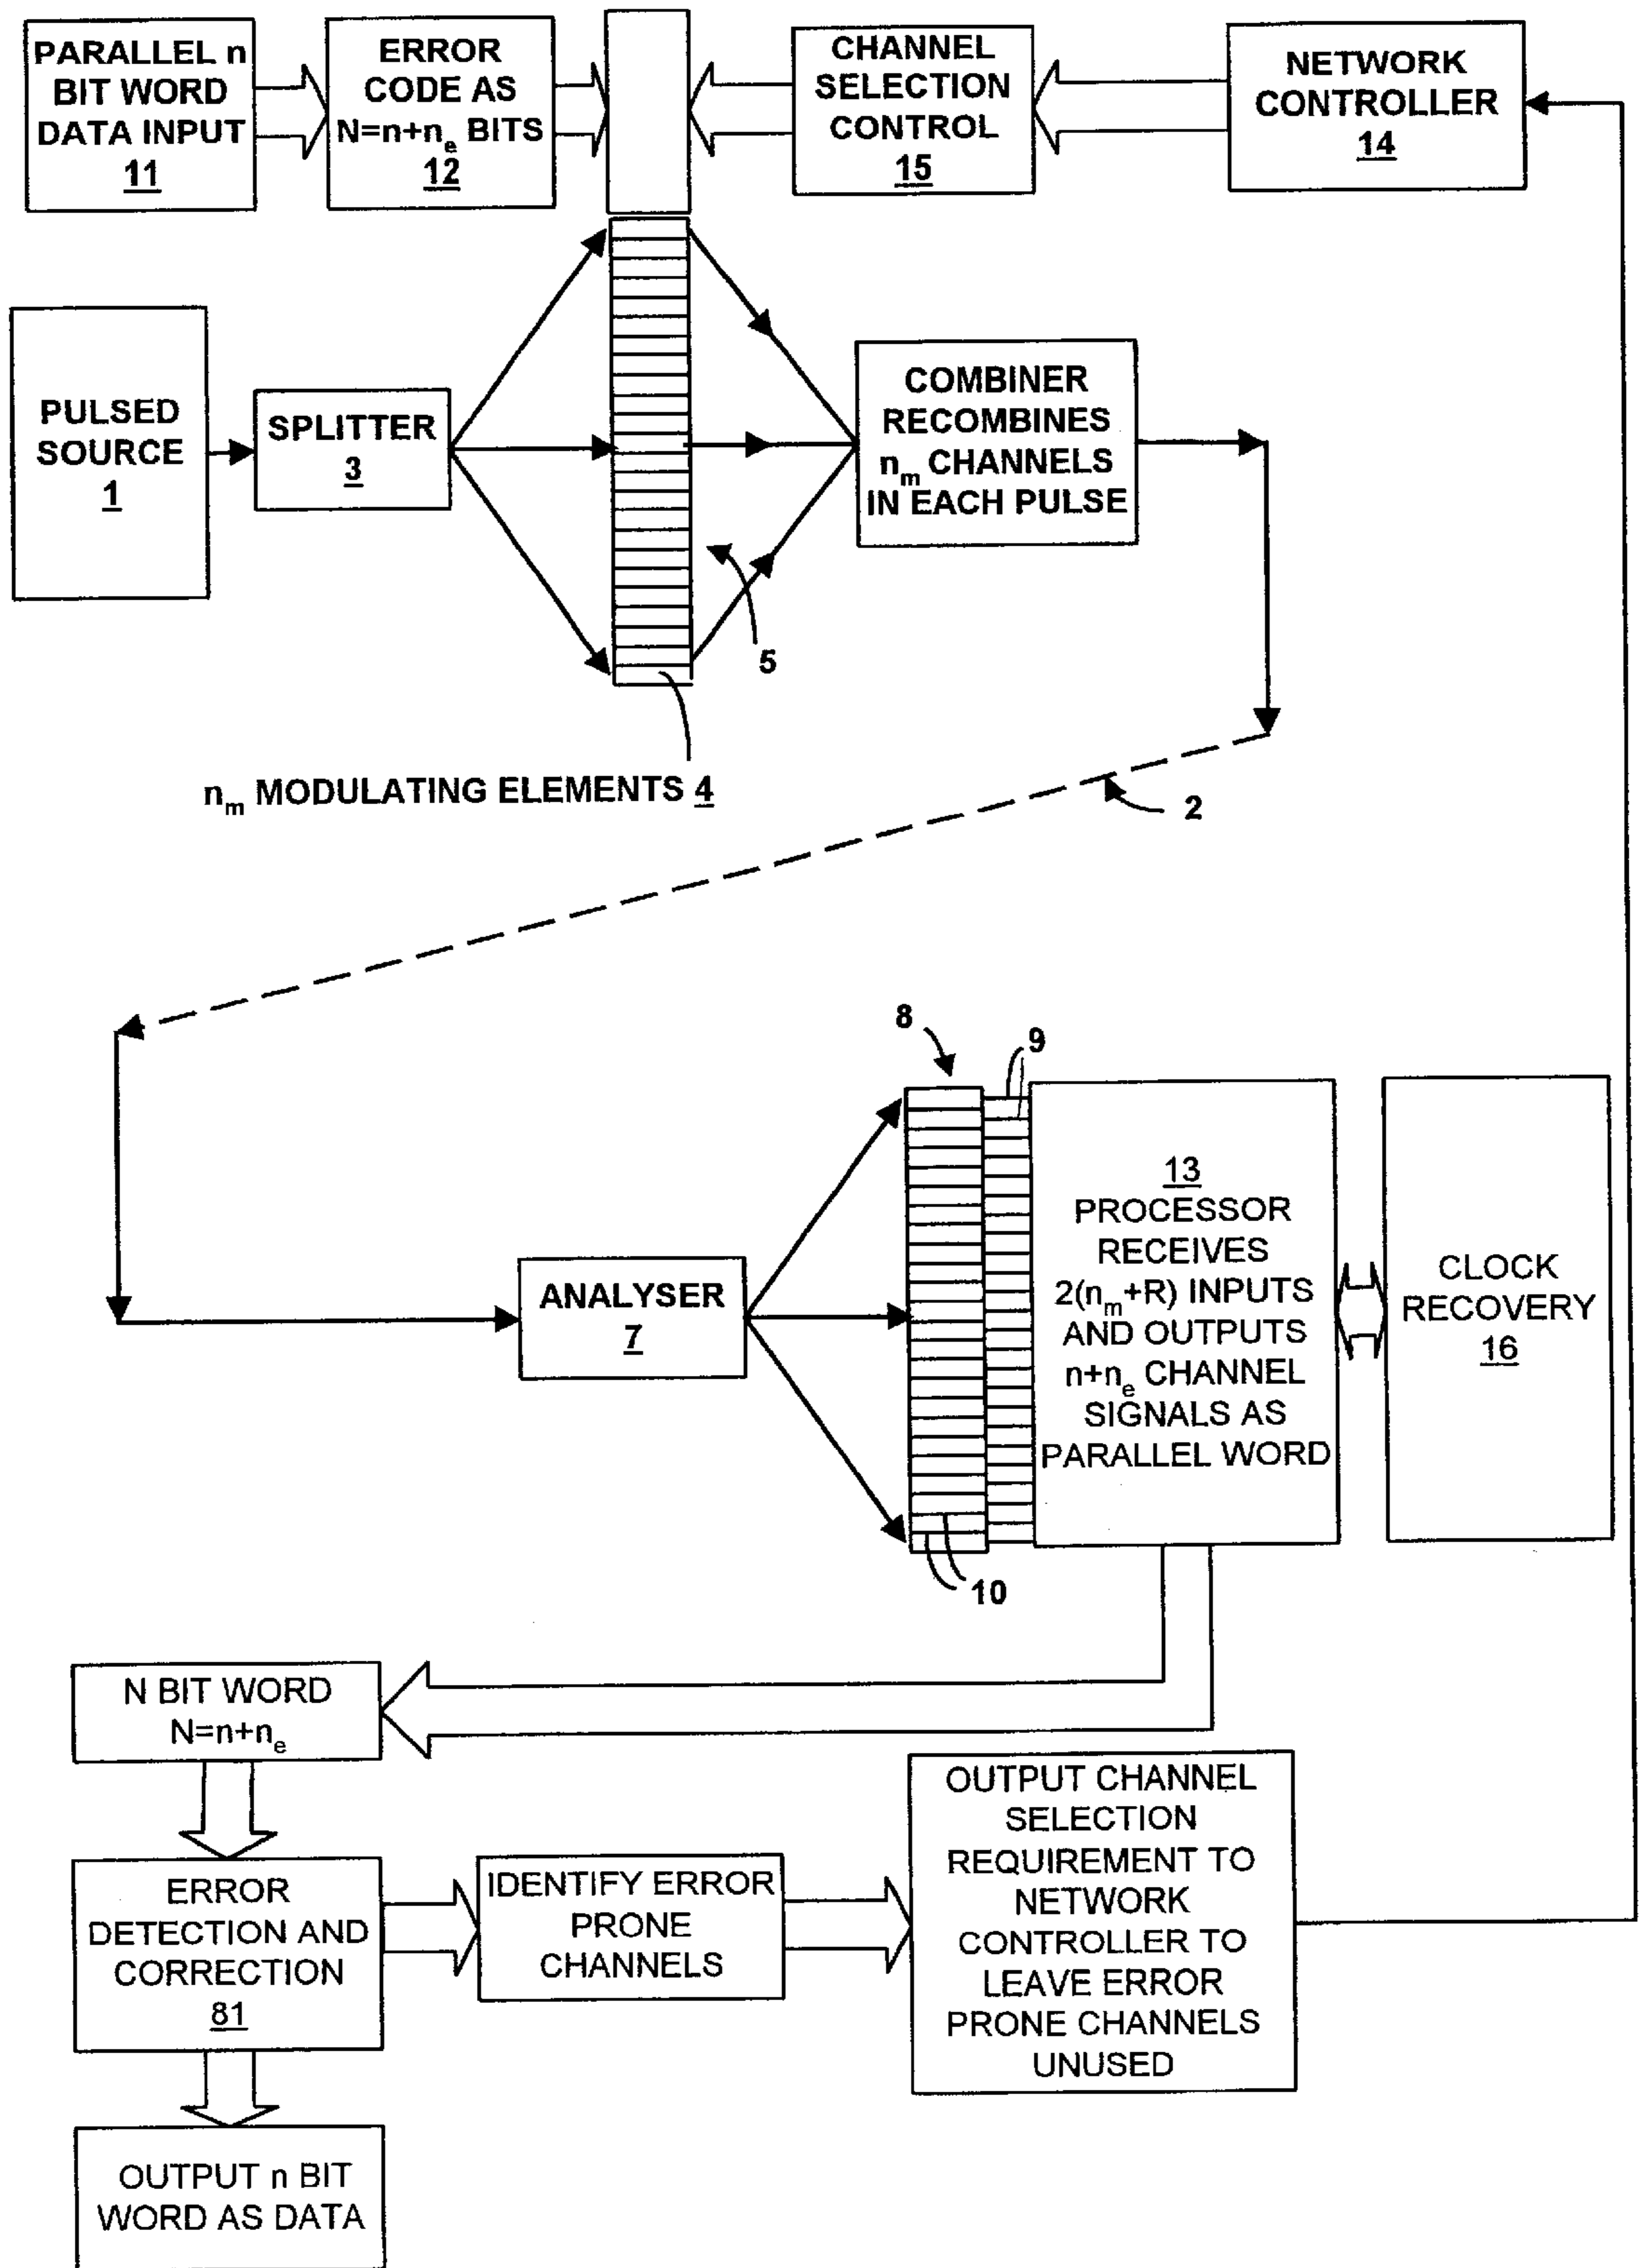 PARALLEL n
BIT WORD
DATA INPUT
11
ERROR
CODE AS
N=n+nₑ BITS
12
CHANNEL
SELECTION
CONTROL
15
NETWORK
CONTROLLER
14
PULSED
SOURCE
1
SPLITTER
3
COMBINER
RECOMBINES
nₘ CHANNELS
IN EACH PULSE
5
nₘ MODULATING ELEMENTS 4
2
8
9
ANALYSER
7
13
PROCESSOR
RECEIVES
2(nₘ+R) INPUTS
AND OUTPUTS
n+nₑ CHANNEL
SIGNALS AS
PARALLEL WORD
CLOCK
RECOVERY
16
10
N BIT WORD
N=n+nₑ
ERROR
DETECTION AND
CORRECTION
81
IDENTIFY ERROR
PRONE
CHANNELS
OUTPUT CHANNEL
SELECTION
REQUIREMENT TO
NETWORK
CONTROLLER TO
LEAVE ERROR
PRONE CHANNELS
UNUSED
OUTPUT n BIT
WORD AS DATA